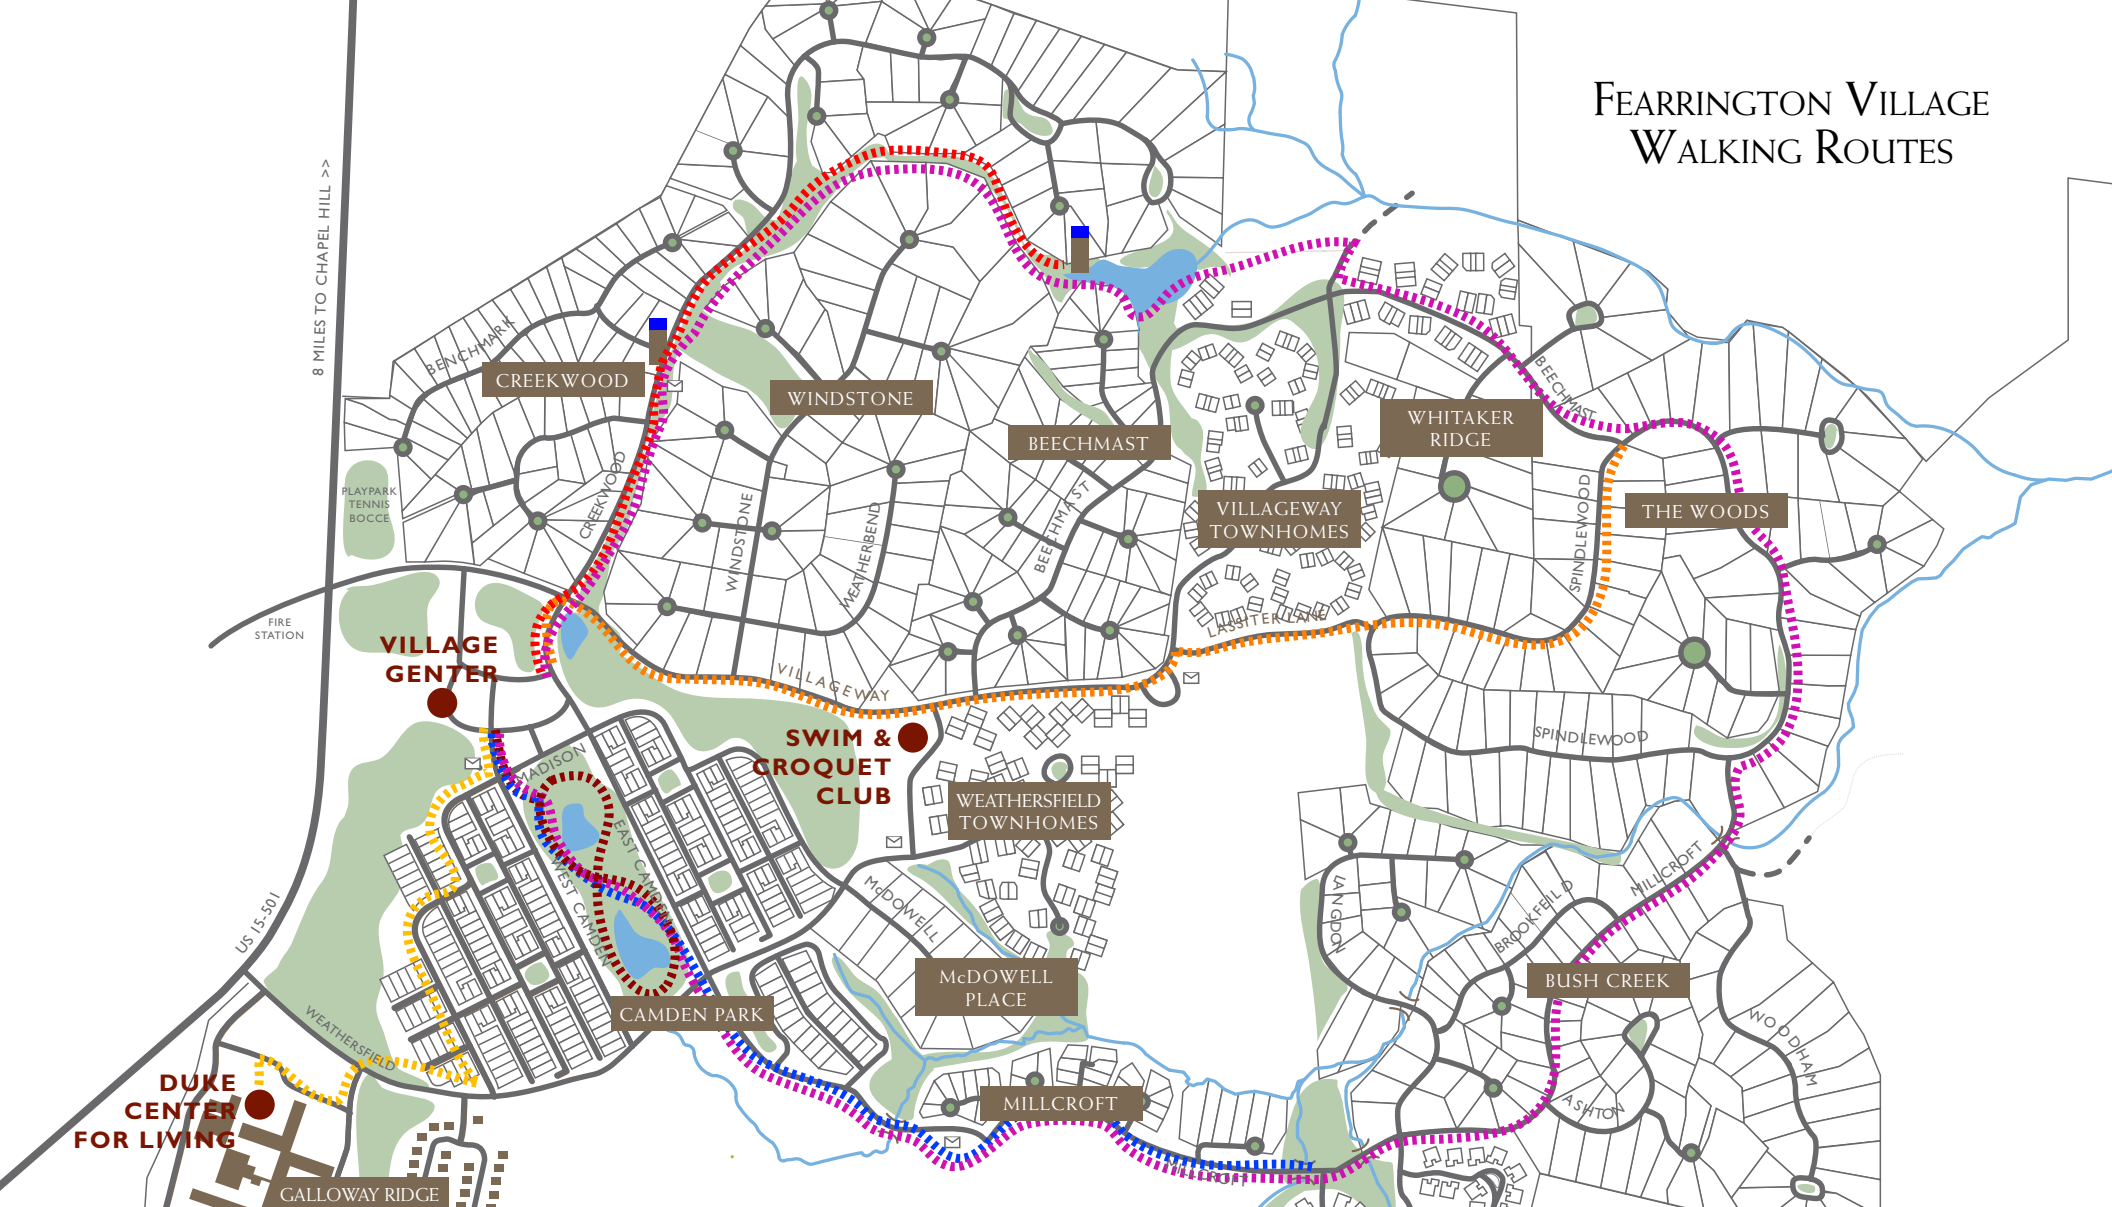 FEARRINGTON VILLAGE
WALKING ROUTES
8 MILES TO CHAPEL HILL >>
BENCHMARK
CREEKWOOD
WINDSTONE
BEECHMAST
WHITAKER
RIDGE
BEECHMAST
PLAYPARK
TENNIS
BOCCE
CREEKWOOD
WINDSTONE
WEATHERBEND
BEECHMAST
VILLAGEWAY
TOWNHOMES
SPINDLEWOOD
THE WOODS
FIRE
STATION
VILLAGE
GENTER
LASSITER LANE
VILLAGEWAY
SWIM &
CROQUET
CLUB
SPINDLEWOOD
MADISON
EAST CAMDEN
WEST CAMDEN
WEATHERSFIELD
TOWNHOMES
McDOWELL
LANGDON
BROOKFEILD
MILLCROFT
US 15-501
McDOWELL
PLACE
BUSH CREEK
CAMDEN PARK
WEATHERSFIELD
WOODHAM
DUKE
CENTER
FOR LIVING
MILLCROFT
ASHTON
MILLCROFT
GALLOWAY RIDGE